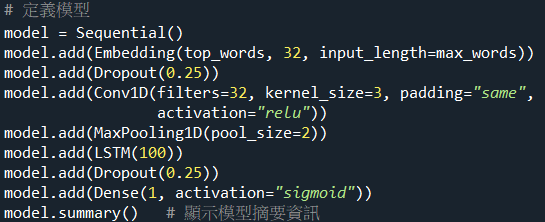 # 定義模型
model = Sequential()
model.add(Embedding(top_words, 32, input_length=max_words))
model.add(Dropout(0.25))
model.add(Conv1D(filters=32, kernel_size=3, padding="same",
                 activation="relu"))
model.add(MaxPooling1D(pool_size=2))
model.add(LSTM(100))
model.add(Dropout(0.25))
model.add(Dense(1, activation="sigmoid"))
model.summary()   # 顯示模型摘要資訊